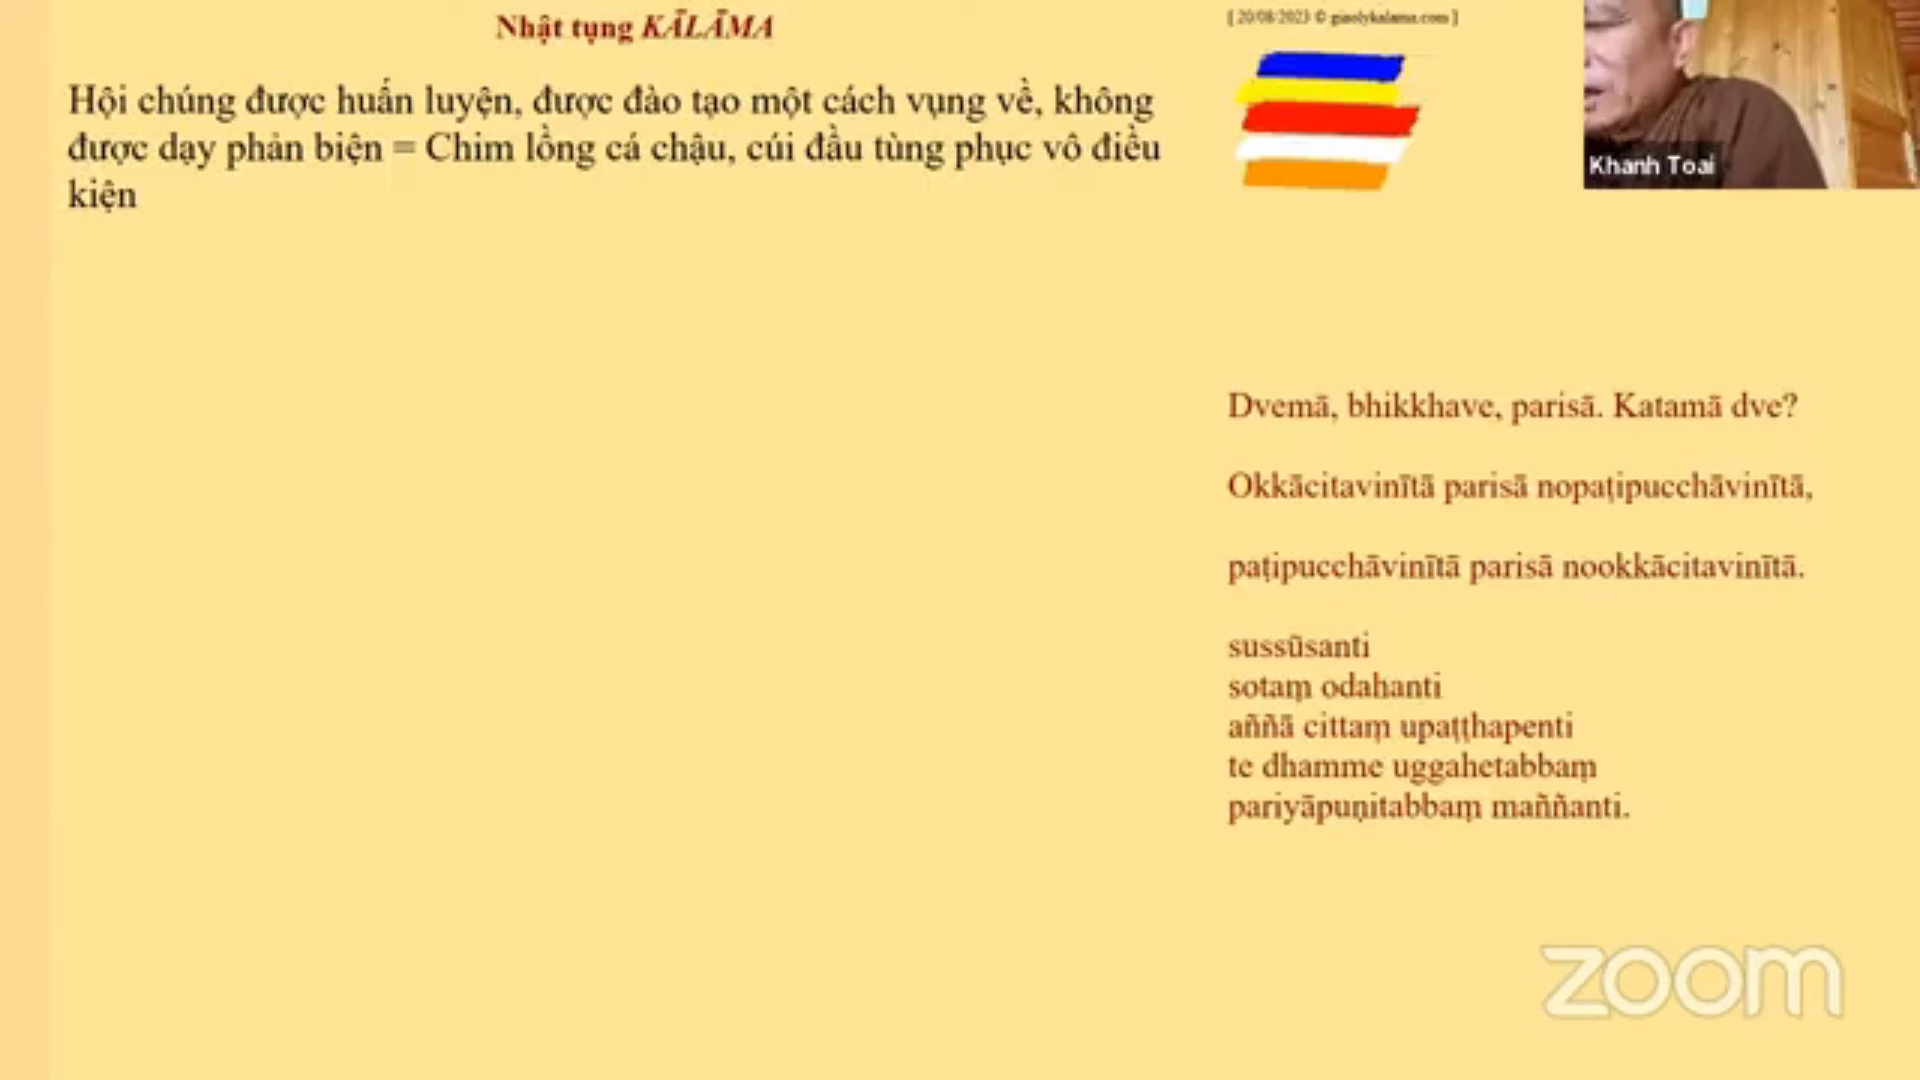 Nhật tụng KĀLĀMA
[ 20/08/2023 © giaolykalama.com ]
Hội chúng được huấn luyện, được đào tạo một cách vụng về, không
được dạy phản biện = Chim lồng cá chậu, cúi đầu tùng phục vô điều
kiện
Khanh Toai
Dvemā, bhikkhave, parisā. Katamā dve?
Okkācitavinītā parisā nopaṭipucchāvinītā,
paṭipucchāvinītā parisā nookkācitavinītā.
sussūsanti
sotaṃ odahanti
aññā cittaṃ upaṭṭhapenti
te dhamme uggahetabbaṃ
pariyāpuṇitabbaṃ maññanti.
zoom